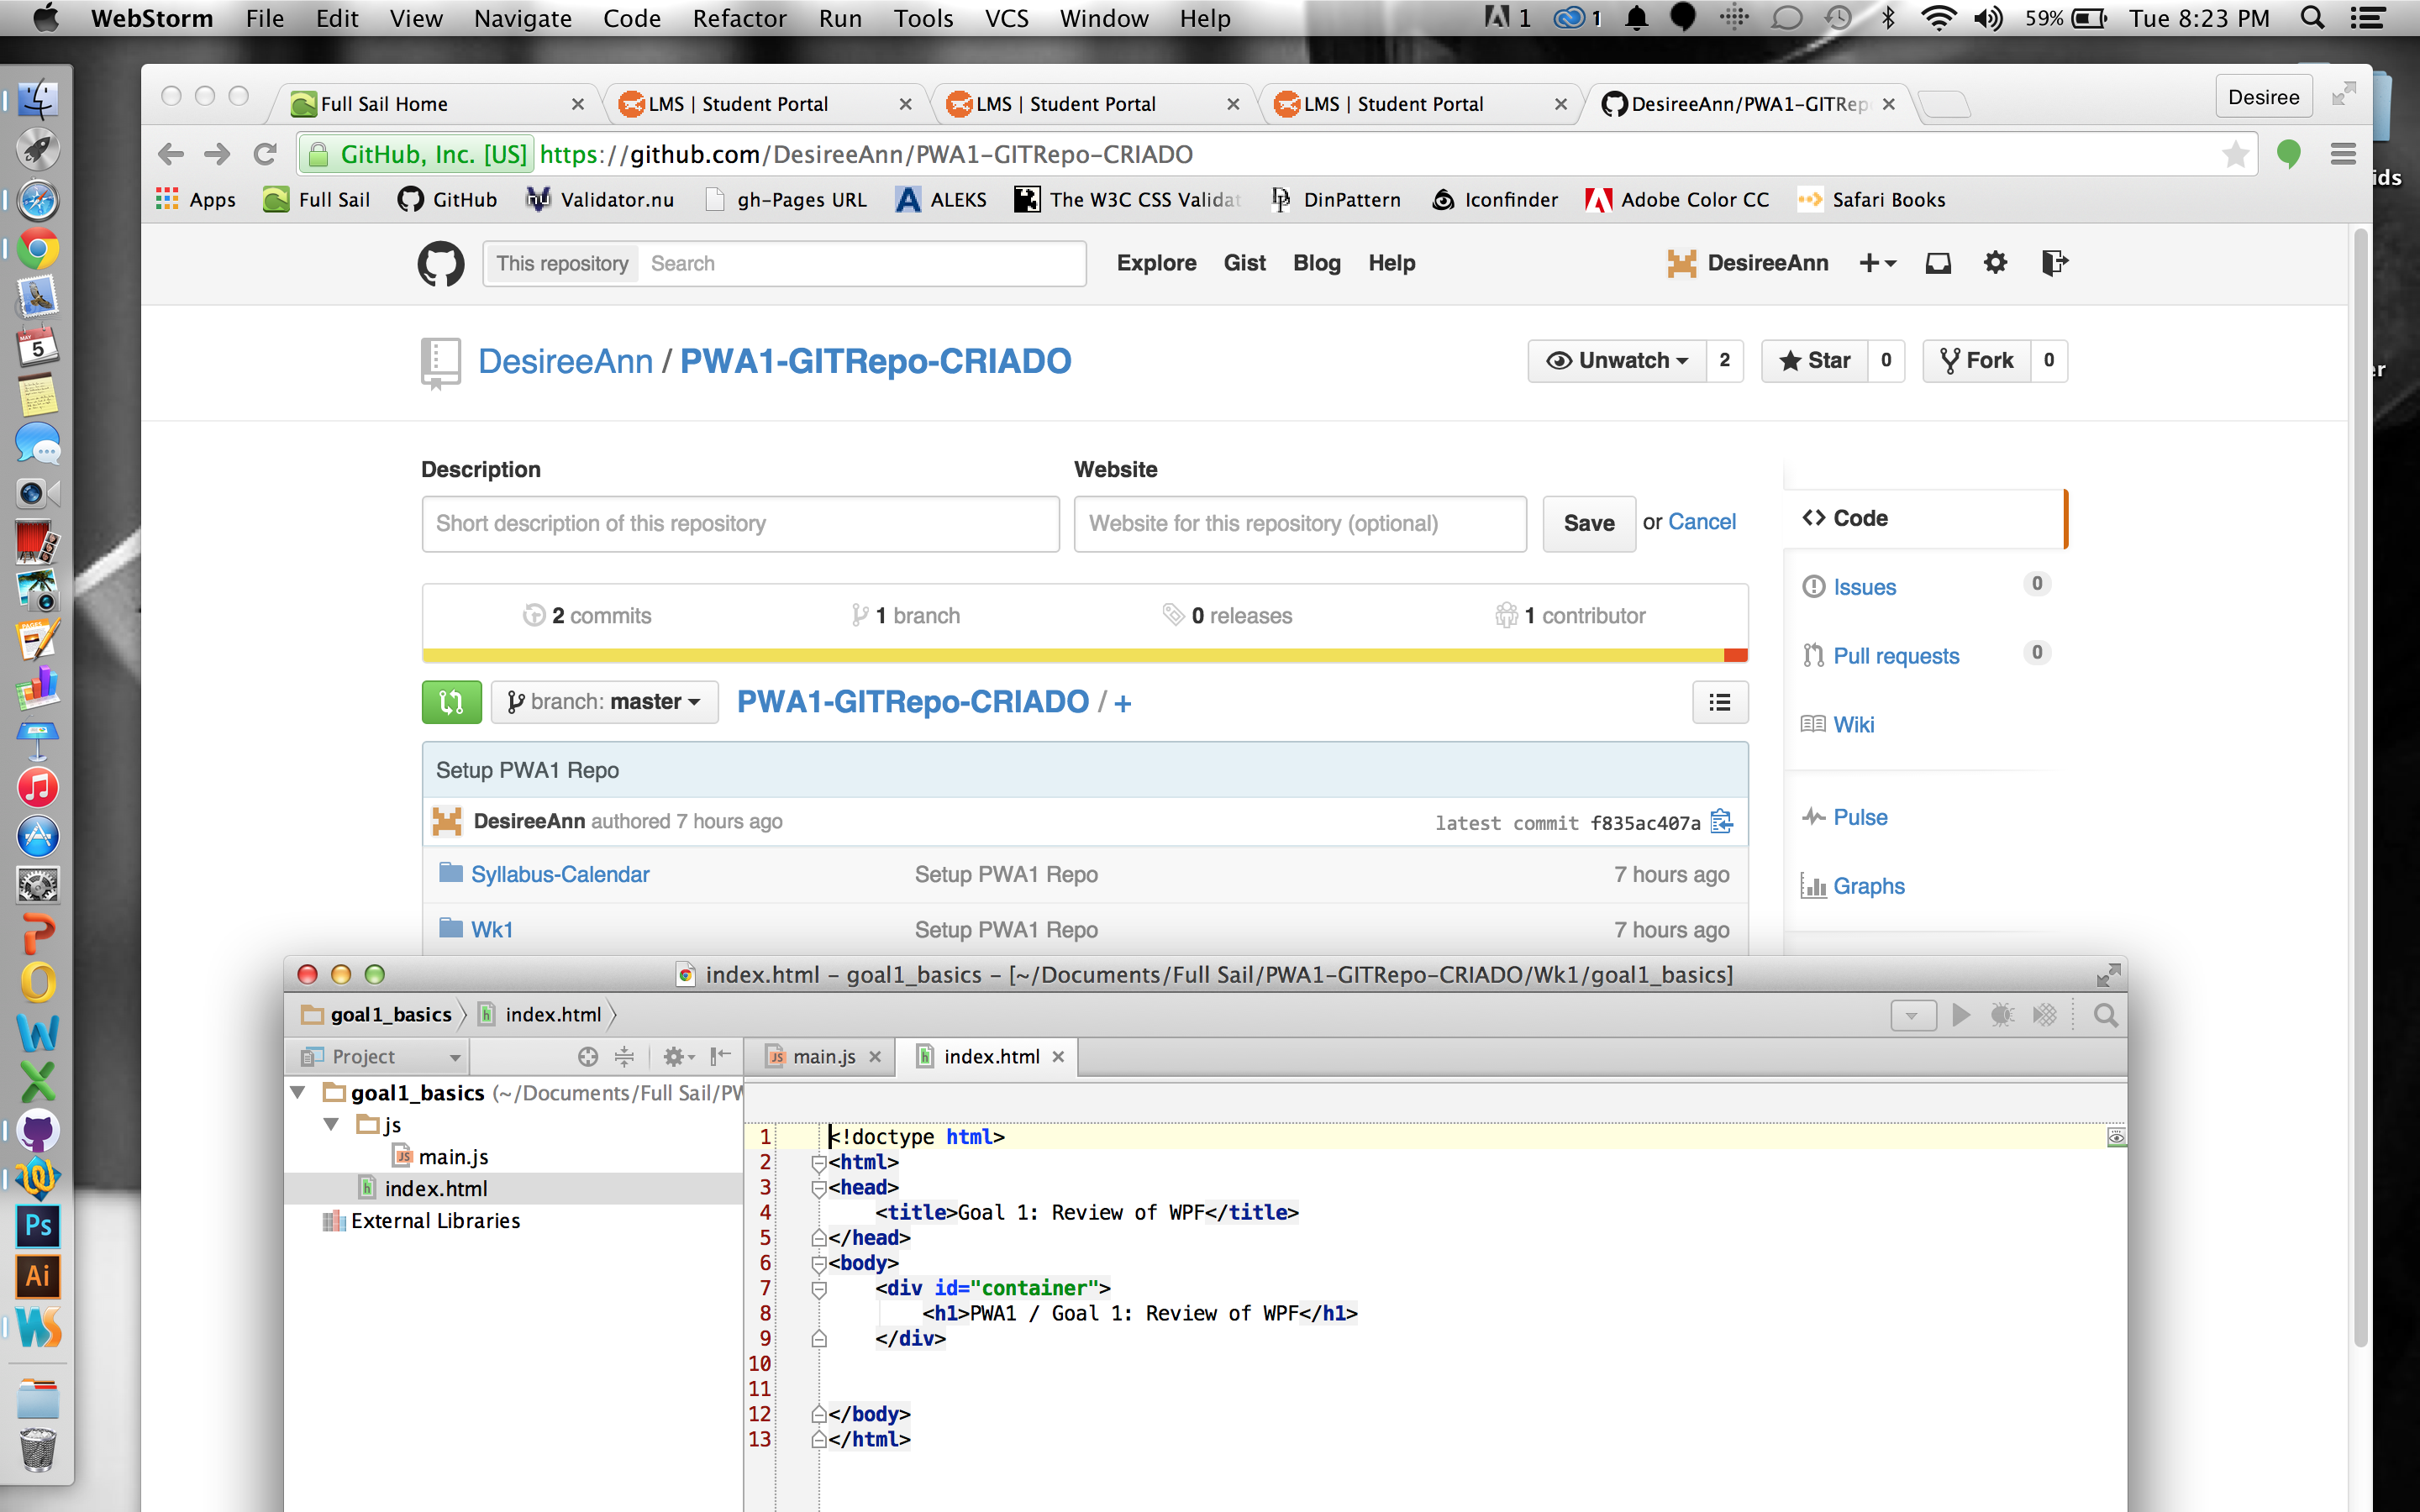 WebStorm File Edit View Navigate Code Refactor Run Tools VCS Window Help 1 1 59% Tue 8:23 PM
Full Sail Home LMS | Student Portal LMS | Student Portal LMS | Student Portal DesireeAnn/PWA1-GITRep Desiree
GitHub, Inc. [US] https://github.com/DesireeAnn/PWA1-GITRepo-CRIADO
Apps Full Sail GitHub Validator.nu gh-Pages URL ALEKS The W3C CSS Validat DinPattern Iconfinder Adobe Color CC Safari Books
ids
This repository Search Explore Gist Blog Help DesireeAnn
DesireeAnn / PWA1-GITRepo-CRIADO Unwatch 2 Star 0 Fork 0
er
Description Website
Short description of this repository Website for this repository (optional) Save or Cancel
Code
Issues 0
2 commits 1 branch 0 releases 1 contributor
Pull requests 0
branch: master PWA1-GITRepo-CRIADO / +
Wiki
Setup PWA1 Repo
DesireeAnn authored 7 hours ago latest commit f835ac407a
Pulse
Syllabus-Calendar Setup PWA1 Repo 7 hours ago
Graphs
Wk1 Setup PWA1 Repo 7 hours ago
index.html – goal1_basics – [~/Documents/Full Sail/PWA1-GITRepo-CRIADO/Wk1/goal1_basics]
goal1_basics index.html
Project main.js index.html
goal1_basics (~/Documents/Full Sail/PW
js
main.js
index.html
External Libraries
1 <!doctype html>
2 <html>
3 <head>
4 <title>Goal 1: Review of WPF</title>
5 </head>
6 <body>
7 <div id="container">
8 <h1>PWA1 / Goal 1: Review of WPF</h1>
9 </div>
10
11
12 </body>
13 </html>
MAY
5
PAGES
Ps
Ai
WS